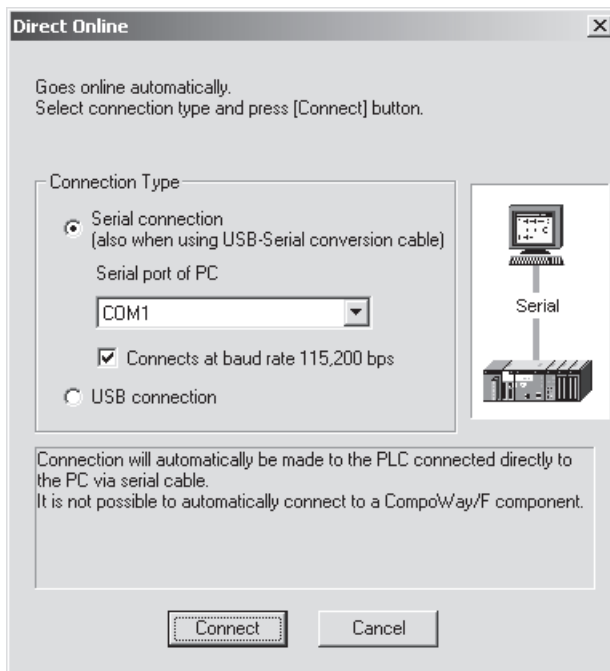 Direct Online
Goes online automatically.
Select connection type and press [Connect] button.
Connection Type
Serial connection
(also when using USB-Serial conversion cable)
Serial port of PC
COM1
Connects at baud rate 115,200 bps
USB connection
Serial
Connection will automatically be made to the PLC connected directly to
the PC via serial cable.
It is not possible to automatically connect to a CompoWay/F component.
Connect
Cancel